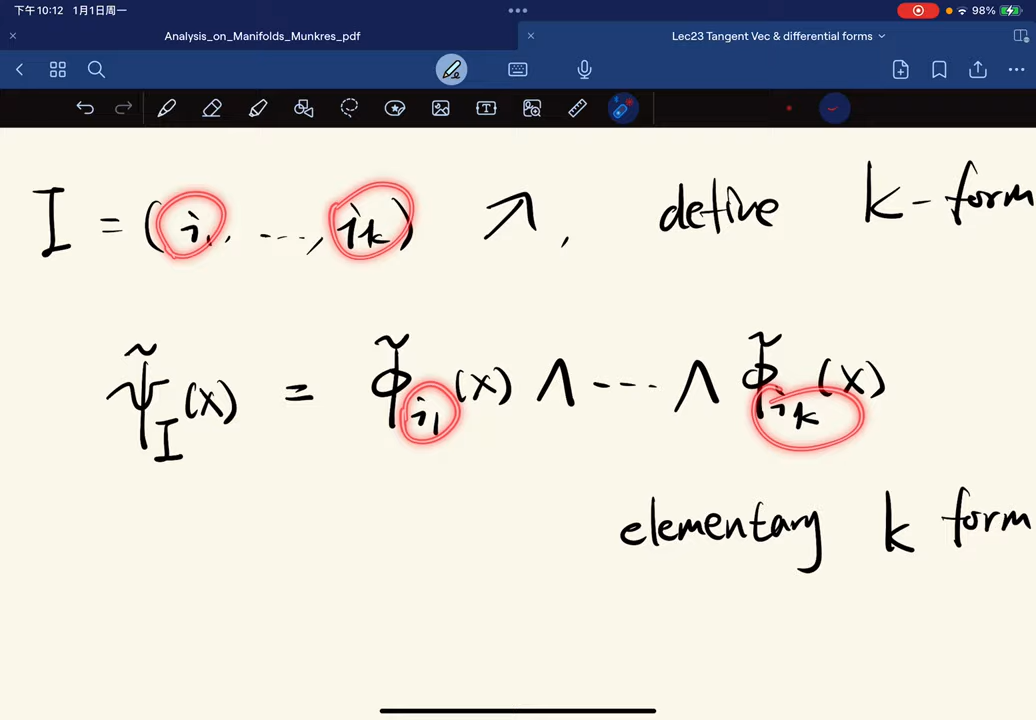 下午10:12 1月1日周一
98%
Analysis_on_Manifolds_Munkres_pdf
Lec23 Tangent Vec & differential forms
I = (i₁, ..., iₖ) ↗, define k-form
ψ̃_I(x) = ϕ̃_{i₁}(x) ∧ --- ∧ ϕ̃_{iₖ}(x)
elementary k form